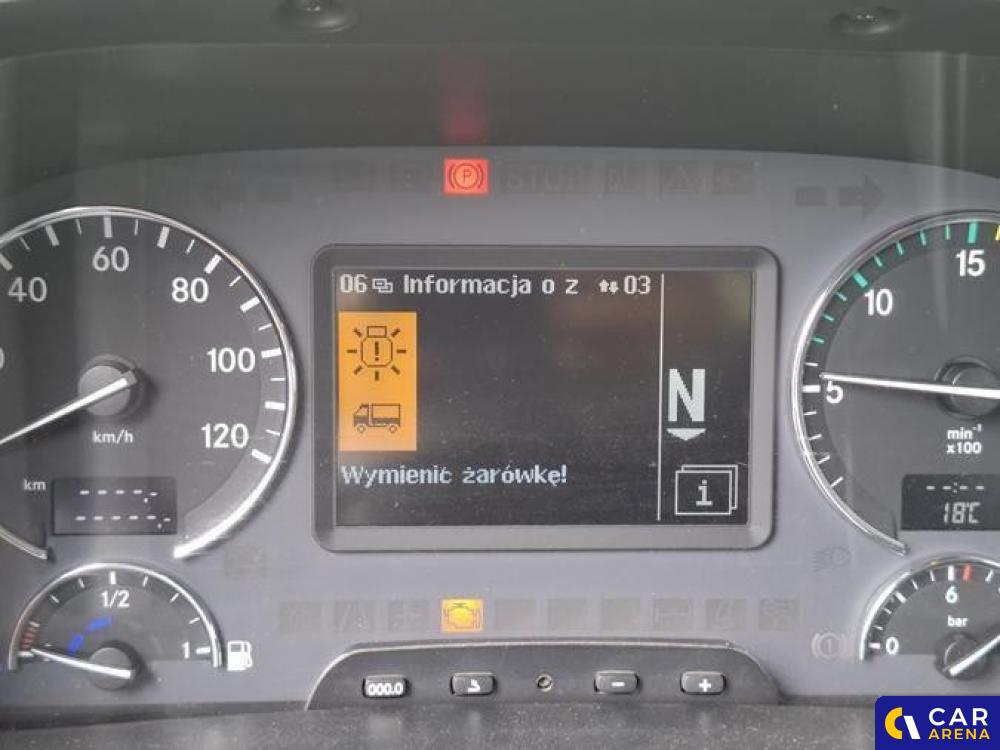 P
STOP
60
40
80
100
120
km/h
km
06 Informacja o z 03
N
Wymienić żarówkę!
i
15
10
5
min⁻¹
x100
--:--
18°C
1/2
1
6
bar
0
000.0
-
+
CAR
ARENA